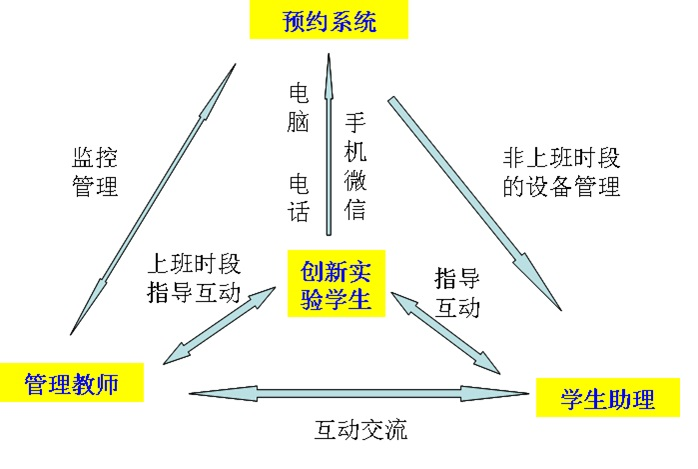 预约系统
电脑 电话
手机微信
监控
管理
非上班时段
的设备管理
上班时段
指导互动
创新实
验学生
指导
互动
管理教师
学生助理
互动交流